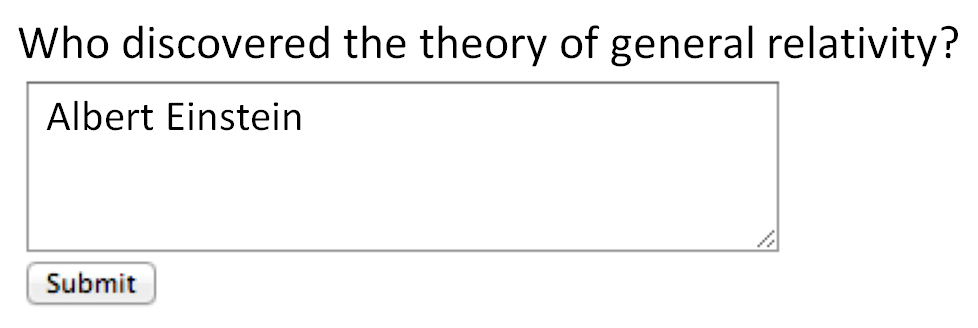 Who discovered the theory of general relativity?
Albert Einstein
Submit